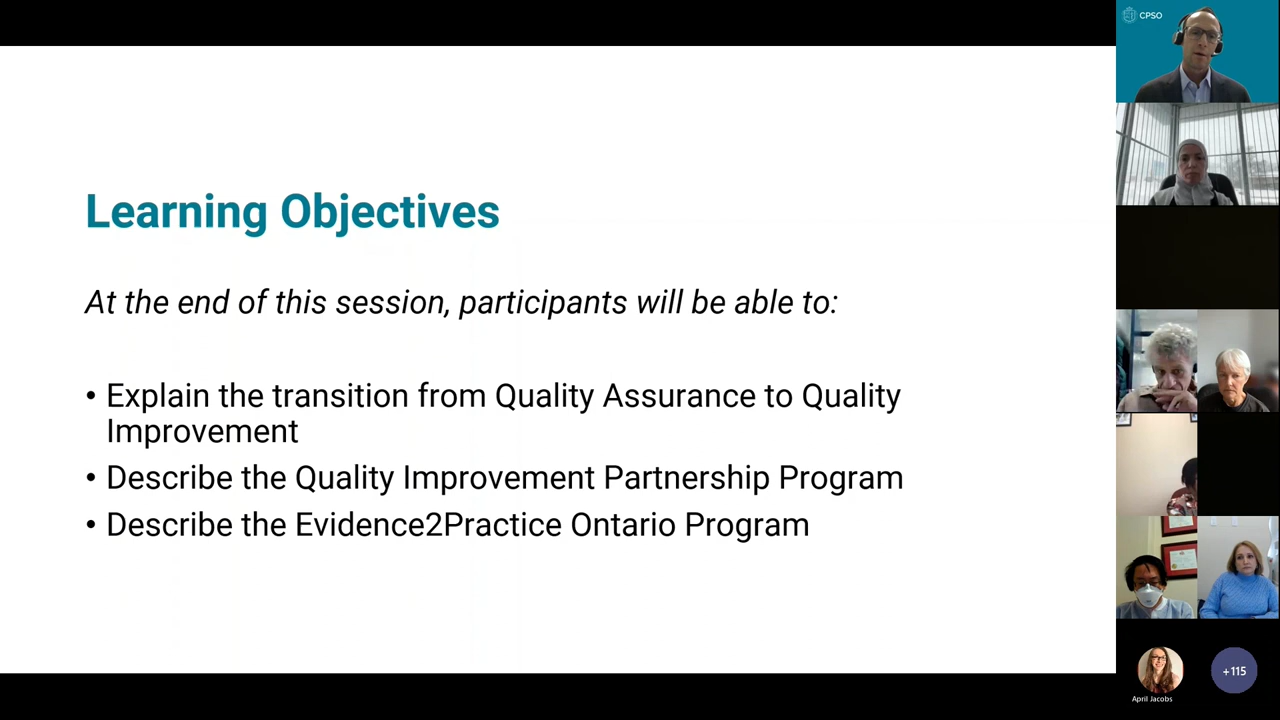 CPSO
Learning Objectives
At the end of this session, participants will be able to:
• Explain the transition from Quality Assurance to Quality
Improvement
• Describe the Quality Improvement Partnership Program
• Describe the Evidence2Practice Ontario Program
April Jacobs
+115